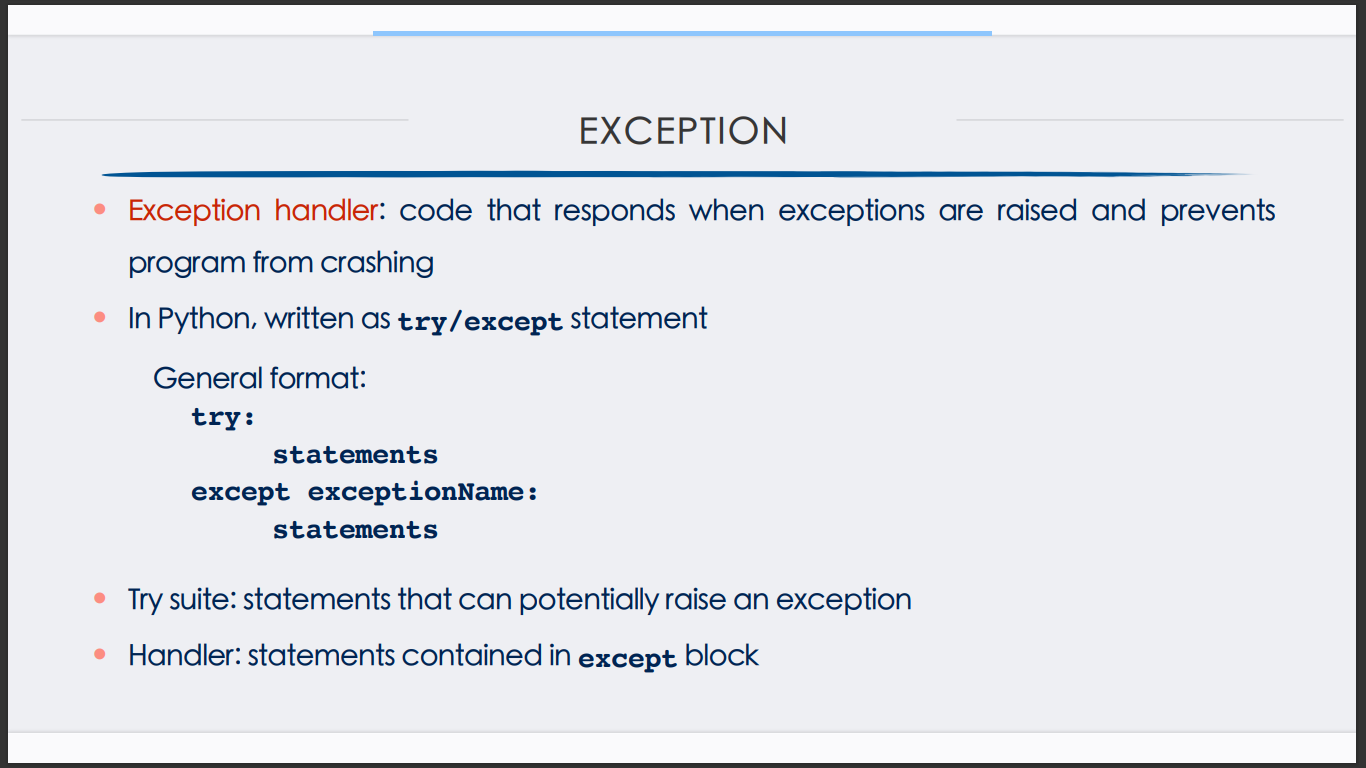 EXCEPTION
• Exception handler: code that responds when exceptions are raised and prevents
program from crashing
• In Python, written as try/except statement
General format:
try:
statements
except exceptionName:
statements
• Try suite: statements that can potentially raise an exception
• Handler: statements contained in except block